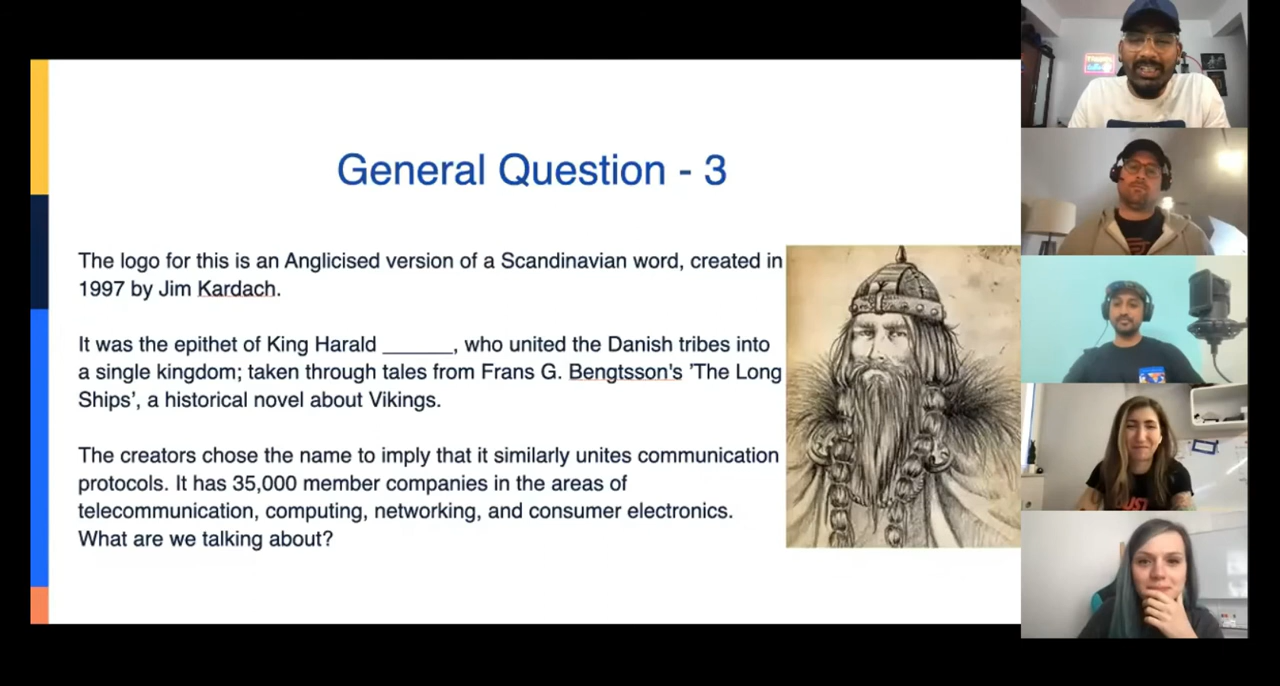 General Question - 3
The logo for this is an Anglicised version of a Scandinavian word, created in
1997 by Jim Kardach.
It was the epithet of King Harald ______, who united the Danish tribes into
a single kingdom; taken through tales from Frans G. Bengtsson's 'The Long
Ships’, a historical novel about Vikings.
The creators chose the name to imply that it similarly unites communication
protocols. It has 35,000 member companies in the areas of
telecommunication, computing, networking, and consumer electronics.
What are we talking about?